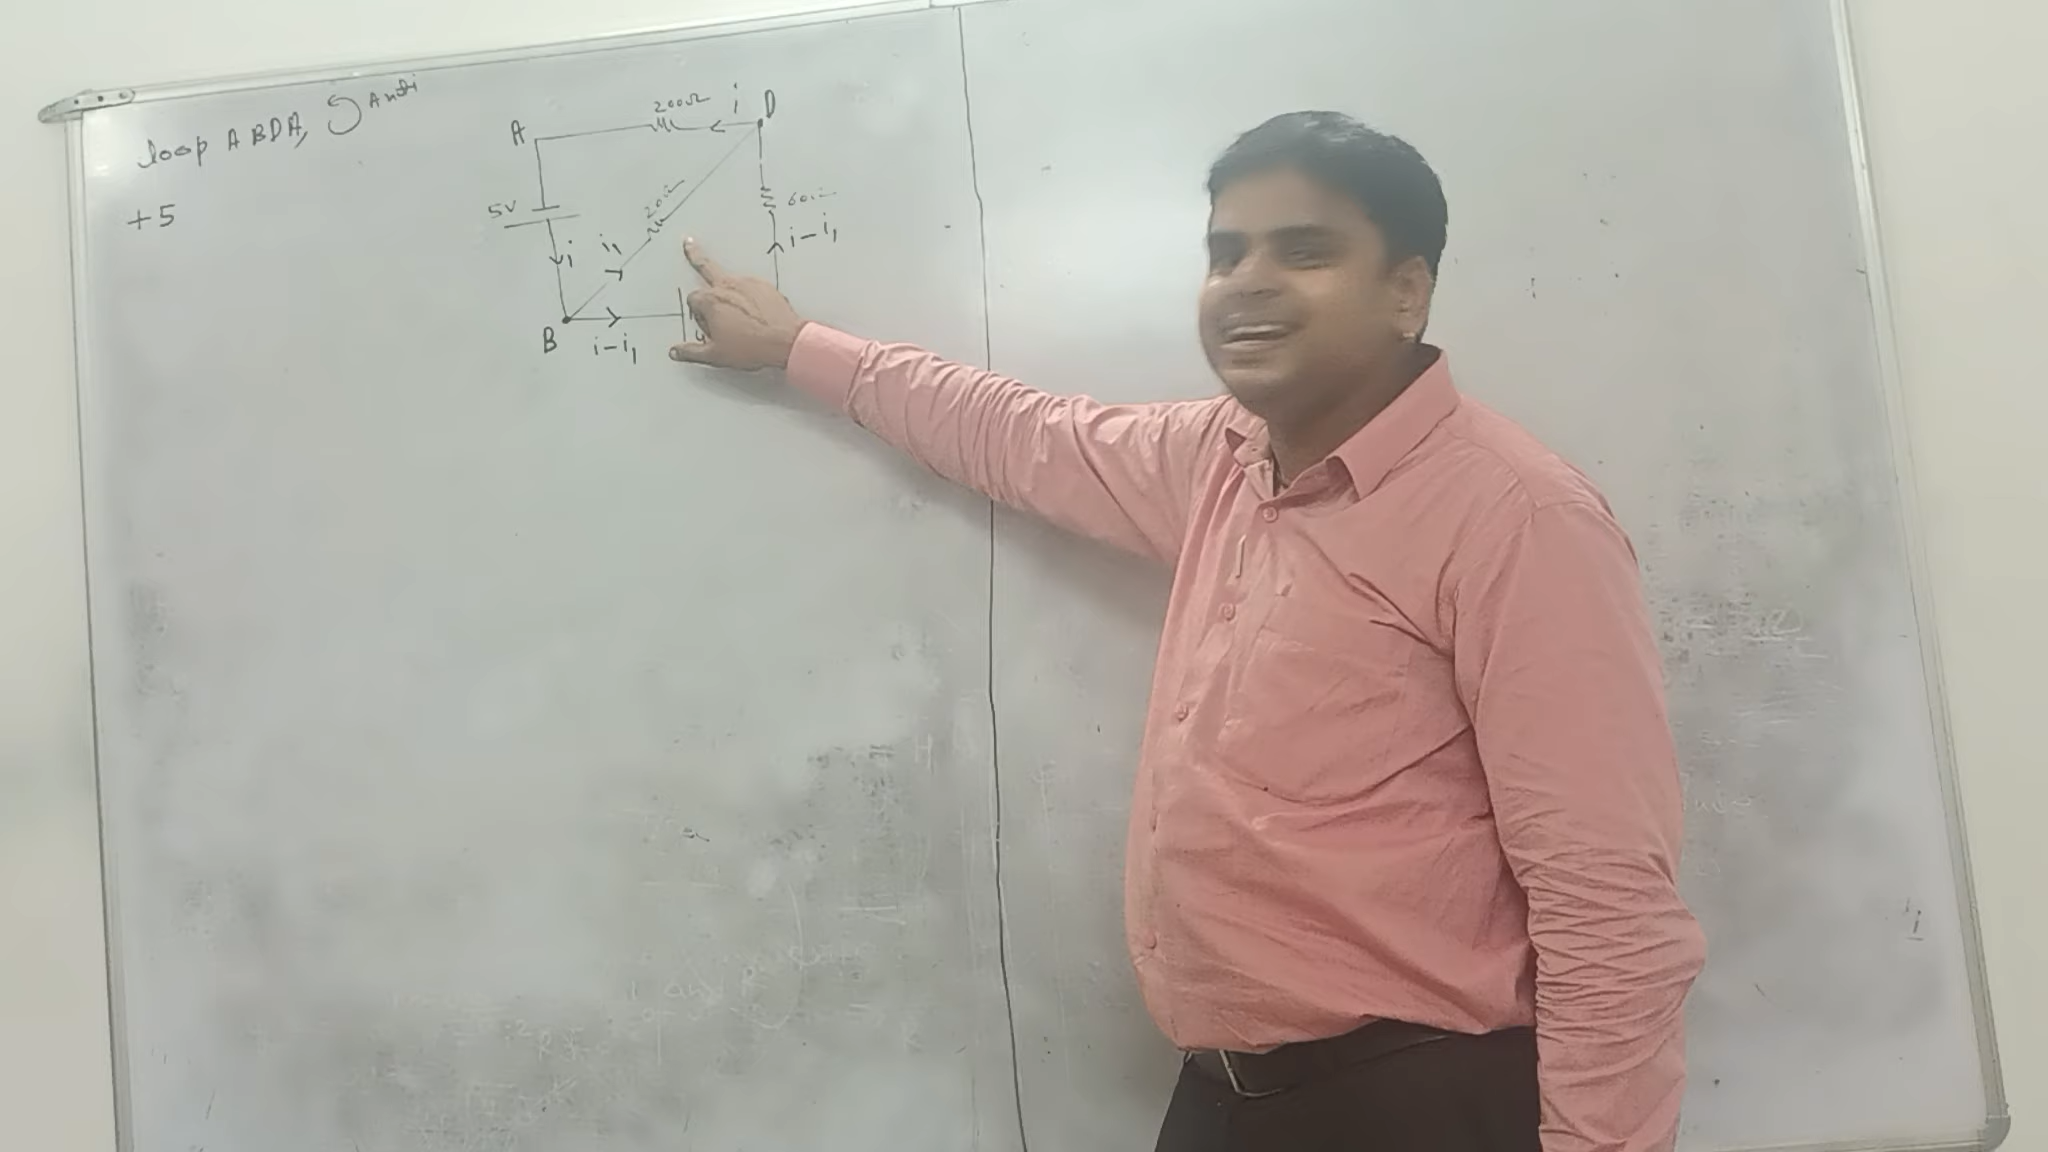 loop ABDA, Anti
+5
A
200Ω
i
D
5V
20Ω
60Ω
i
i₁
i-i₁
B
i-i₁